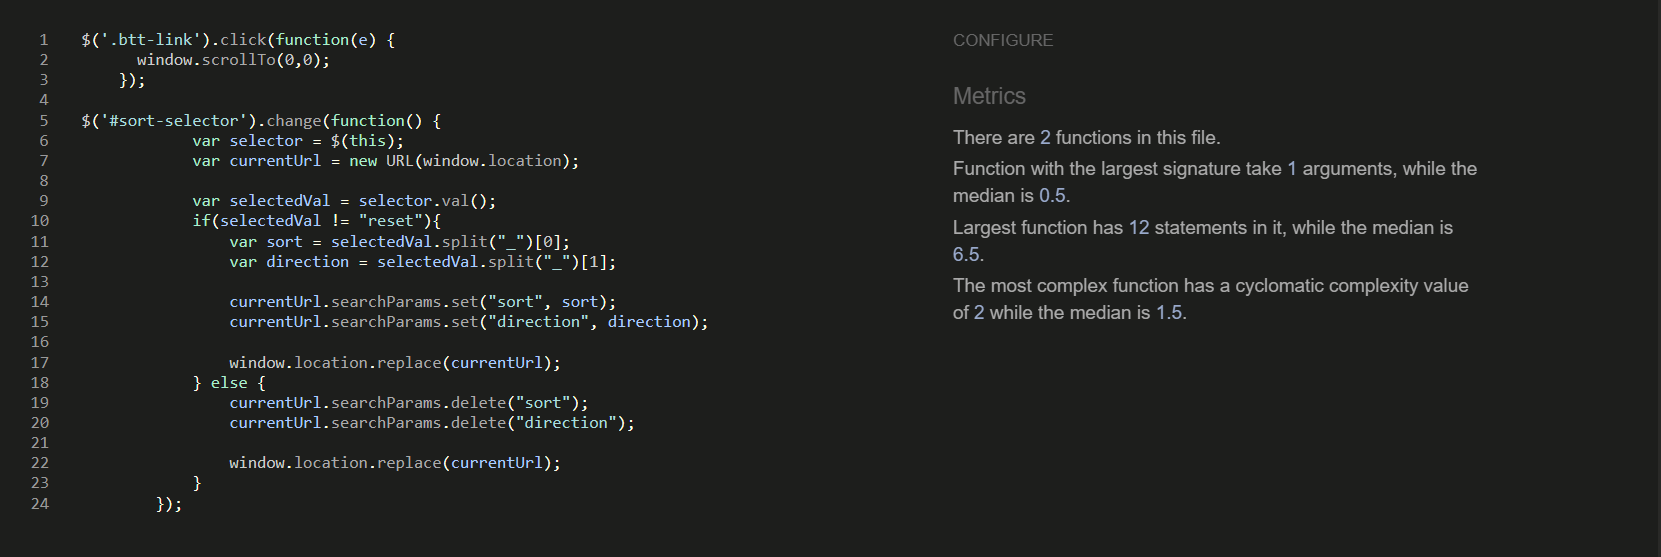 1 $('.btt-link').click(function(e) {
2 window.scrollTo(0,0);
3 });
4
5 $('#sort-selector').change(function() {
6 var selector = $(this);
7 var currentUrl = new URL(window.location);
8
9 var selectedVal = selector.val();
10 if(selectedVal != "reset"){
11 var sort = selectedVal.split("_")[0];
12 var direction = selectedVal.split("_")[1];
13
14 currentUrl.searchParams.set("sort", sort);
15 currentUrl.searchParams.set("direction", direction);
16
17 window.location.replace(currentUrl);
18 } else {
19 currentUrl.searchParams.delete("sort");
20 currentUrl.searchParams.delete("direction");
21
22 window.location.replace(currentUrl);
23 }
24 });
CONFIGURE
Metrics
There are 2 functions in this file.
Function with the largest signature take 1 arguments, while the
median is 0.5.
Largest function has 12 statements in it, while the median is
6.5.
The most complex function has a cyclomatic complexity value
of 2 while the median is 1.5.